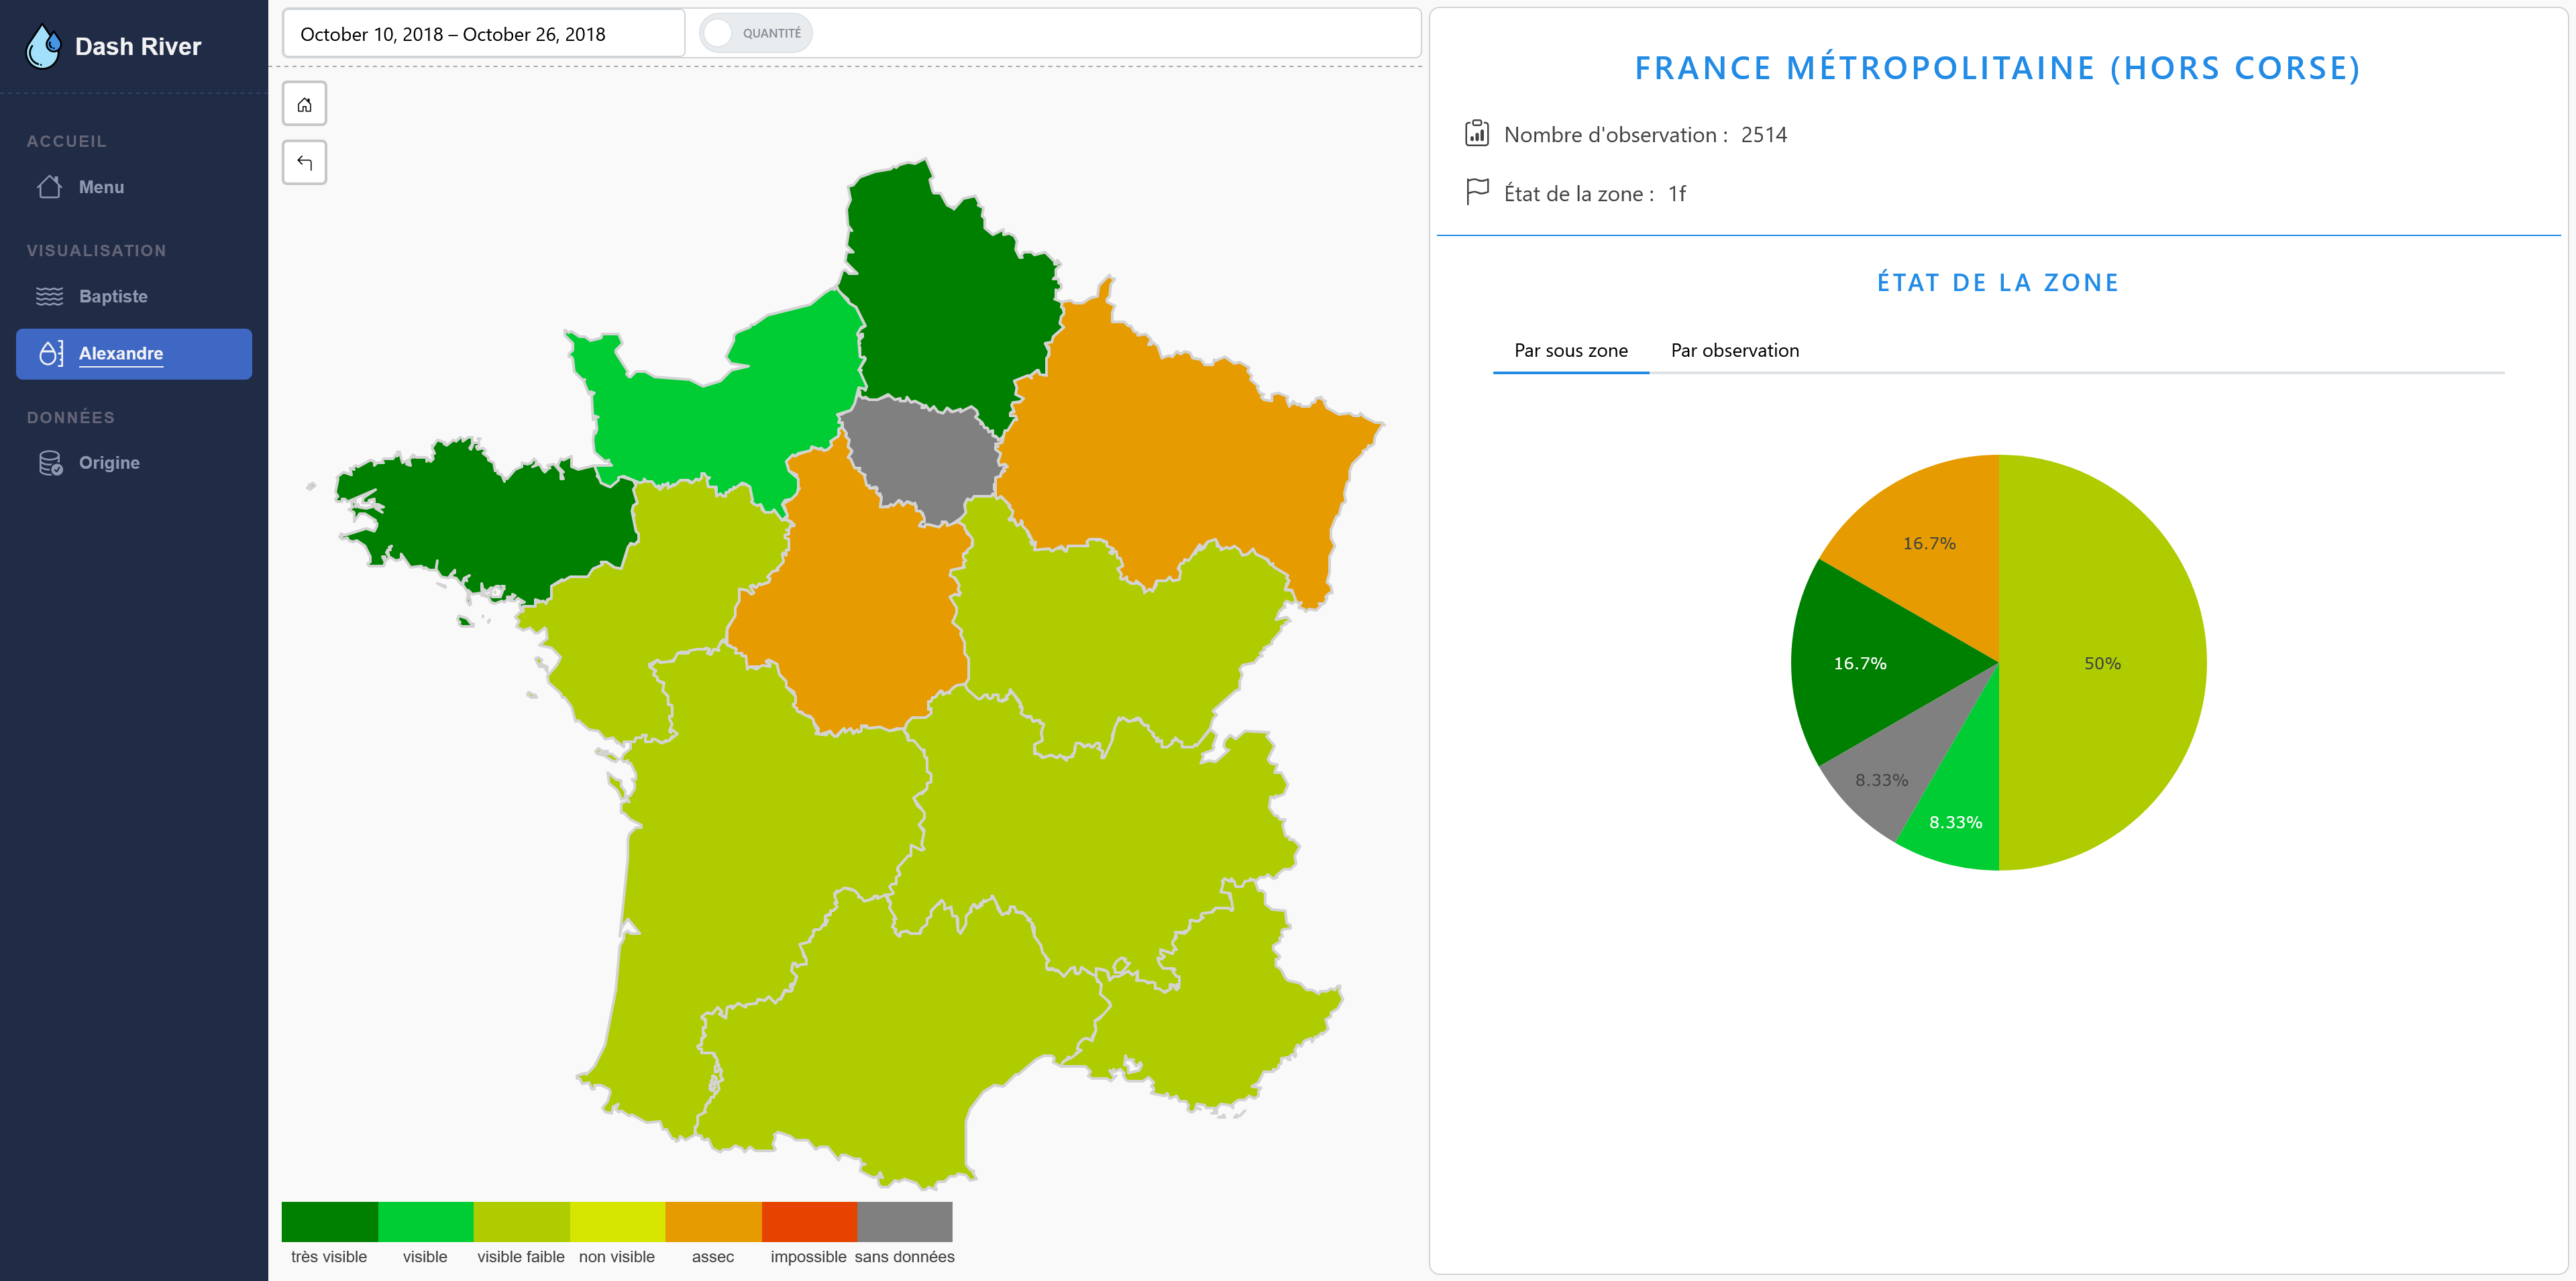 Dash River
ACCUEIL
Menu
VISUALISATION
Baptiste
Alexandre
DONNÉES
Origine
October 10, 2018 – October 26, 2018
QUANTITÉ
très visible
visible
visible faible
non visible
assec
impossible
sans données
FRANCE MÉTROPOLITAINE (HORS CORSE)
Nombre d'observation : 2514
État de la zone : 1f
ÉTAT DE LA ZONE
Par sous zone
Par observation
16.7%
50%
16.7%
8.33%
8.33%